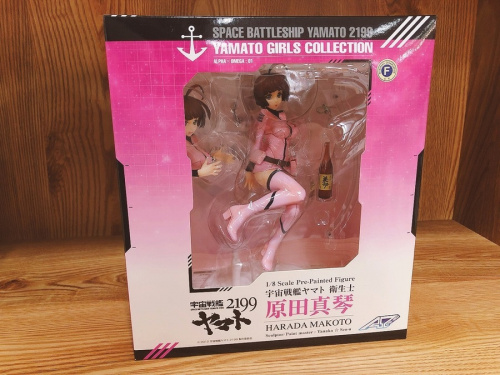 SPACE BATTLESHIP YAMATO 2199
YAMATO GIRLS COLLECTION
ALPHA × OMEGA : 01
F
1/8 Scale Pre-Painted Figure
宇宙戦艦ヤマト 衛生士
原田真琴
HARADA MAKOTO
宇宙戦艦
2199
ヤマト